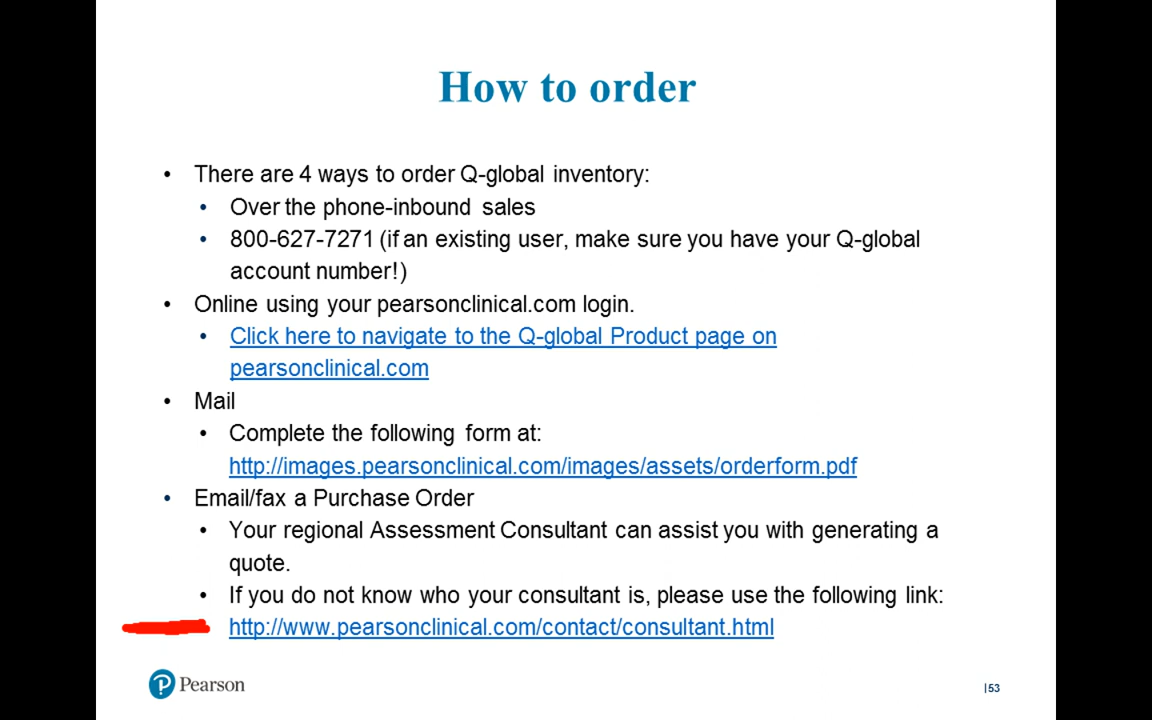 How to order
• There are 4 ways to order Q-global inventory:
• Over the phone-inbound sales
• 800-627-7271 (if an existing user, make sure you have your Q-global
account number!)
• Online using your pearsonclinical.com login.
• Click here to navigate to the Q-global Product page on
pearsonclinical.com
• Mail
• Complete the following form at:
http://images.pearsonclinical.com/images/assets/orderform.pdf
• Email/fax a Purchase Order
• Your regional Assessment Consultant can assist you with generating a
quote.
• If you do not know who your consultant is, please use the following link:
http://www.pearsonclinical.com/contact/consultant.html
P Pearson
|53